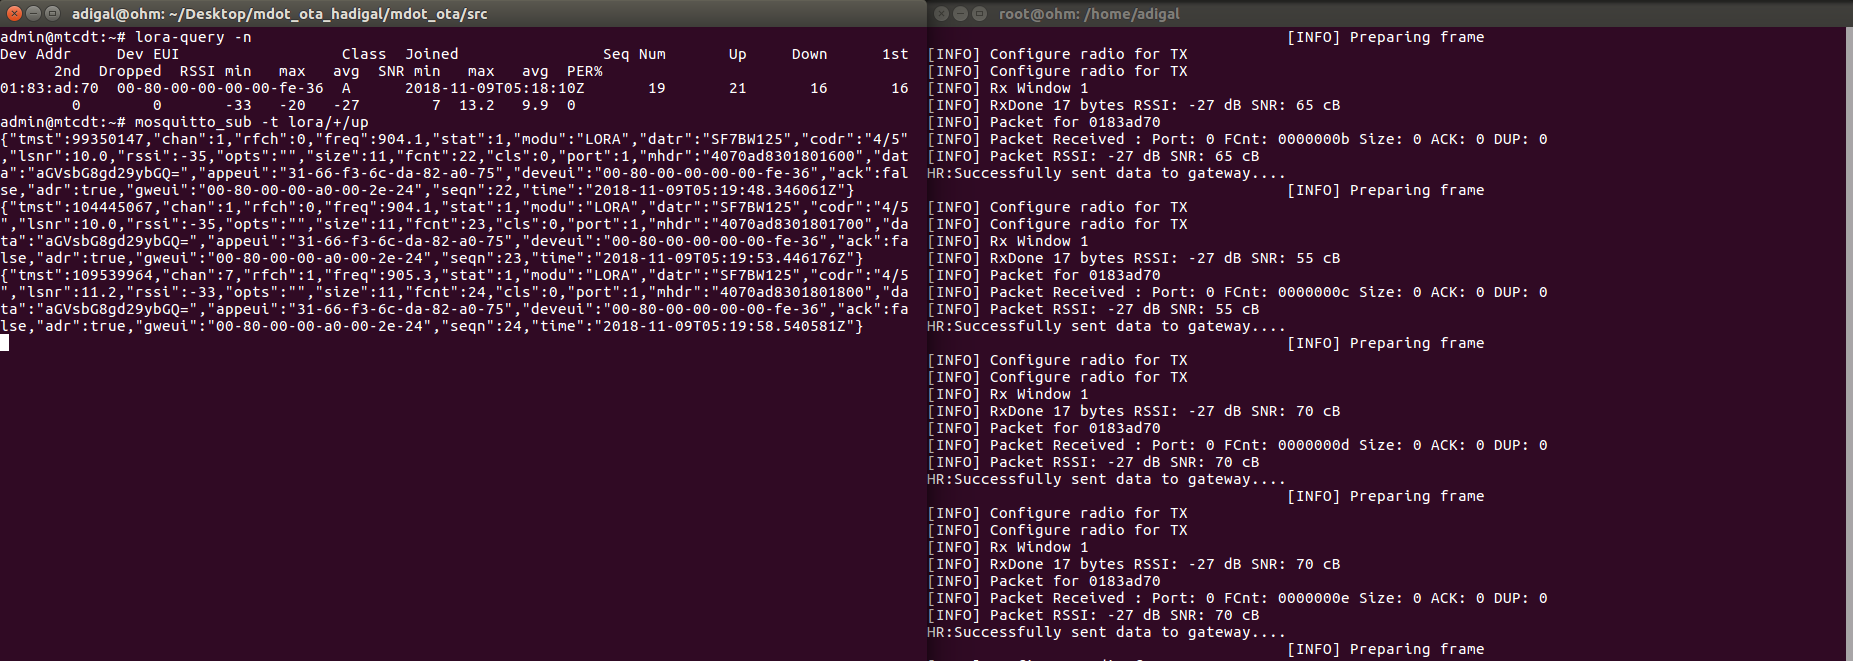 adigal@ohm: ~/Desktop/mdot_ota_hadigal/mdot_ota/src
admin@mtcdt:~# lora-query -n
Dev Addr     Dev EUI                  Class  Joined                Seq Num       Up     Down      1st
      2nd  Dropped  RSSI min   max   avg  SNR min   max   avg  PER%
01:83:ad:70  00-80-00-00-00-00-fe-36  A      2018-11-09T05:18:10Z       19       21       16       16
        0        0       -33   -20   -27        7  13.2   9.9  0
admin@mtcdt:~# mosquitto_sub -t lora/+/up
{"tmst":99350147,"chan":1,"rfch":0,"freq":904.1,"stat":1,"modu":"LORA","datr":"SF7BW125","codr":"4/5"
,"lsnr":10.0,"rssi":-35,"opts":"","size":11,"fcnt":22,"cls":0,"port":1,"mhdr":"4070ad8301801600","dat
a":"aGVsbG8gd29ybGQ=","appeui":"31-66-f3-6c-da-82-a0-75","deveui":"00-80-00-00-00-00-fe-36","ack":fal
se,"adr":true,"gweui":"00-80-00-00-a0-00-2e-24","seqn":22,"time":"2018-11-09T05:19:48.346061Z"}
{"tmst":104445067,"chan":1,"rfch":0,"freq":904.1,"stat":1,"modu":"LORA","datr":"SF7BW125","codr":"4/5
","lsnr":10.0,"rssi":-35,"opts":"","size":11,"fcnt":23,"cls":0,"port":1,"mhdr":"4070ad8301801700","da
ta":"aGVsbG8gd29ybGQ=","appeui":"31-66-f3-6c-da-82-a0-75","deveui":"00-80-00-00-00-00-fe-36","ack":fa
lse,"adr":true,"gweui":"00-80-00-00-a0-00-2e-24","seqn":23,"time":"2018-11-09T05:19:53.446176Z"}
{"tmst":109539964,"chan":7,"rfch":1,"freq":905.3,"stat":1,"modu":"LORA","datr":"SF7BW125","codr":"4/5
","lsnr":11.2,"rssi":-33,"opts":"","size":11,"fcnt":24,"cls":0,"port":1,"mhdr":"4070ad8301801800","da
ta":"aGVsbG8gd29ybGQ=","appeui":"31-66-f3-6c-da-82-a0-75","deveui":"00-80-00-00-00-00-fe-36","ack":fa
lse,"adr":true,"gweui":"00-80-00-00-a0-00-2e-24","seqn":24,"time":"2018-11-09T05:19:58.540581Z"}
root@ohm: /home/adigal
[INFO] Preparing frame
[INFO] Configure radio for TX
[INFO] Configure radio for TX
[INFO] Rx Window 1
[INFO] RxDone 17 bytes RSSI: -27 dB SNR: 65 cB
[INFO] Packet for 0183ad70
[INFO] Packet Received : Port: 0 FCnt: 0000000b Size: 0 ACK: 0 DUP: 0
[INFO] Packet RSSI: -27 dB SNR: 65 cB
HR:Successfully sent data to gateway....
[INFO] Preparing frame
[INFO] Configure radio for TX
[INFO] Configure radio for TX
[INFO] Rx Window 1
[INFO] RxDone 17 bytes RSSI: -27 dB SNR: 55 cB
[INFO] Packet for 0183ad70
[INFO] Packet Received : Port: 0 FCnt: 0000000c Size: 0 ACK: 0 DUP: 0
[INFO] Packet RSSI: -27 dB SNR: 55 cB
HR:Successfully sent data to gateway....
[INFO] Preparing frame
[INFO] Configure radio for TX
[INFO] Configure radio for TX
[INFO] Rx Window 1
[INFO] RxDone 17 bytes RSSI: -27 dB SNR: 70 cB
[INFO] Packet for 0183ad70
[INFO] Packet Received : Port: 0 FCnt: 0000000d Size: 0 ACK: 0 DUP: 0
[INFO] Packet RSSI: -27 dB SNR: 70 cB
HR:Successfully sent data to gateway....
[INFO] Preparing frame
[INFO] Configure radio for TX
[INFO] Configure radio for TX
[INFO] Rx Window 1
[INFO] RxDone 17 bytes RSSI: -27 dB SNR: 70 cB
[INFO] Packet for 0183ad70
[INFO] Packet Received : Port: 0 FCnt: 0000000e Size: 0 ACK: 0 DUP: 0
[INFO] Packet RSSI: -27 dB SNR: 70 cB
HR:Successfully sent data to gateway....
[INFO] Preparing frame